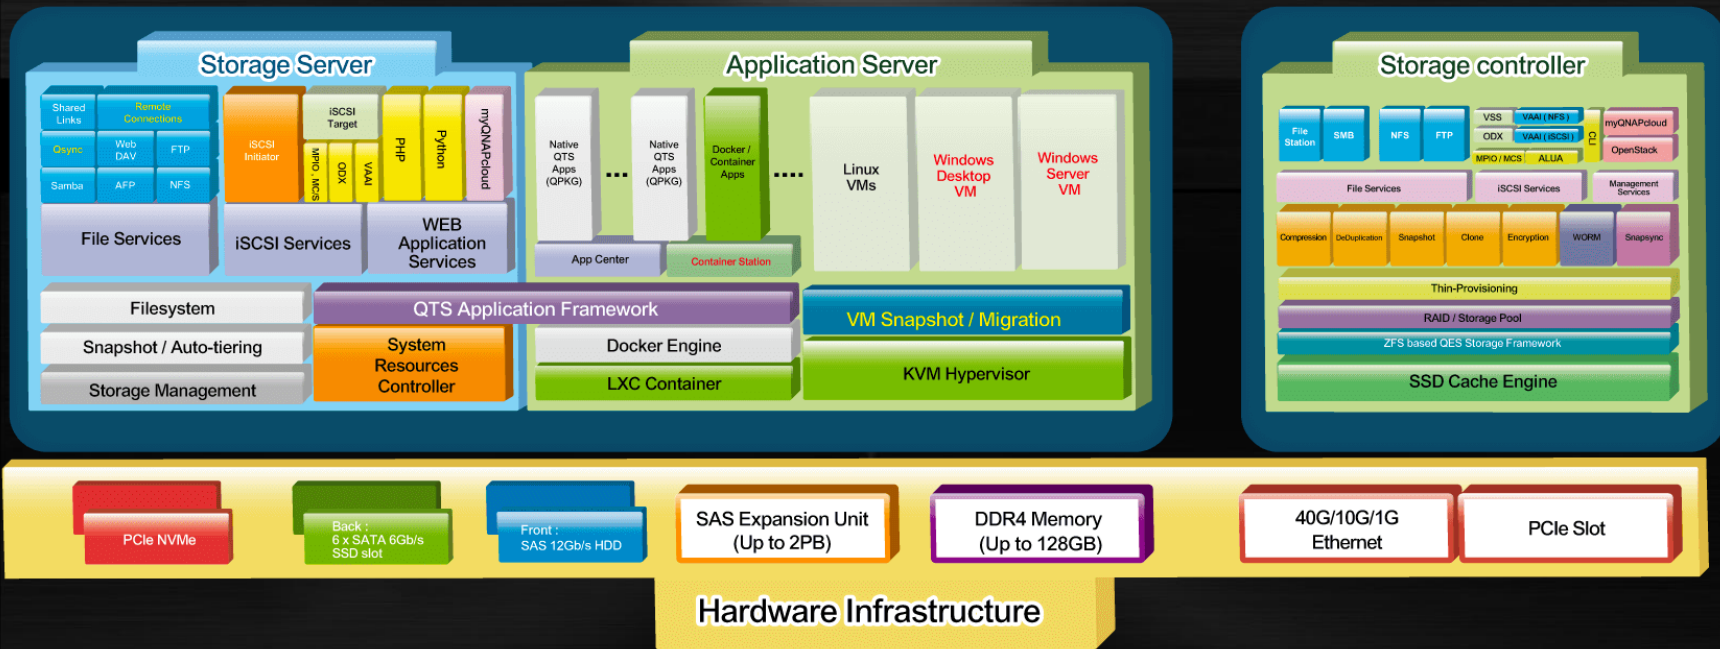 Storage Server
Shared
Links
Remote
Connections
Qsync
Web
DAV
FTP
Samba
AFP
NFS
File Services
iSCSI
Initiator
iSCSI
Target
MPIO , MC/S
ODX
VAAI
PHP
Python
myQNAPcloud
iSCSI Services
WEB
Application
Services
Filesystem
Snapshot / Auto-tiering
Storage Management
QTS Application Framework
System
Resources
Controller
Application Server
Native
QTS
Apps
(QPKG)
...
Native
QTS
Apps
(QPKG)
Docker /
Container
Apps
....
Linux
VMs
Windows
Desktop
VM
Windows
Server
VM
App Center
Container Station
Docker Engine
LXC Container
VM Snapshot / Migration
KVM Hypervisor
Storage controller
File
Station
SMB
NFS
FTP
VSS
VAAI ( NFS )
ODX
VAAI ( iSCSI )
MPIO / MCS
ALUA
CLI
myQNAPcloud
OpenStack
File Services
iSCSI Services
Management
Services
Compression
DeDuplication
Snapshot
Clone
Encryption
WORM
Snapsync
Thin-Provisioning
RAID / Storage Pool
ZFS based QES Storage Framework
SSD Cache Engine
PCIe NVMe
Back :
6 x SATA 6Gb/s
SSD slot
Front :
SAS 12Gb/s HDD
SAS Expansion Unit
(Up to 2PB)
DDR4 Memory
(Up to 128GB)
40G/10G/1G
Ethernet
PCIe Slot
Hardware Infrastructure